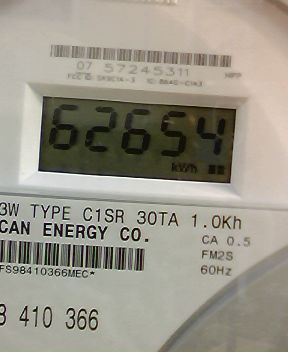 07 57245311 HPP
62654
kWh
3W TYPE C1SR 30TA 1.0Kh
CAN ENERGY CO. CA 0.5
FM2S
FS98410366MEC* 60Hz
410 366